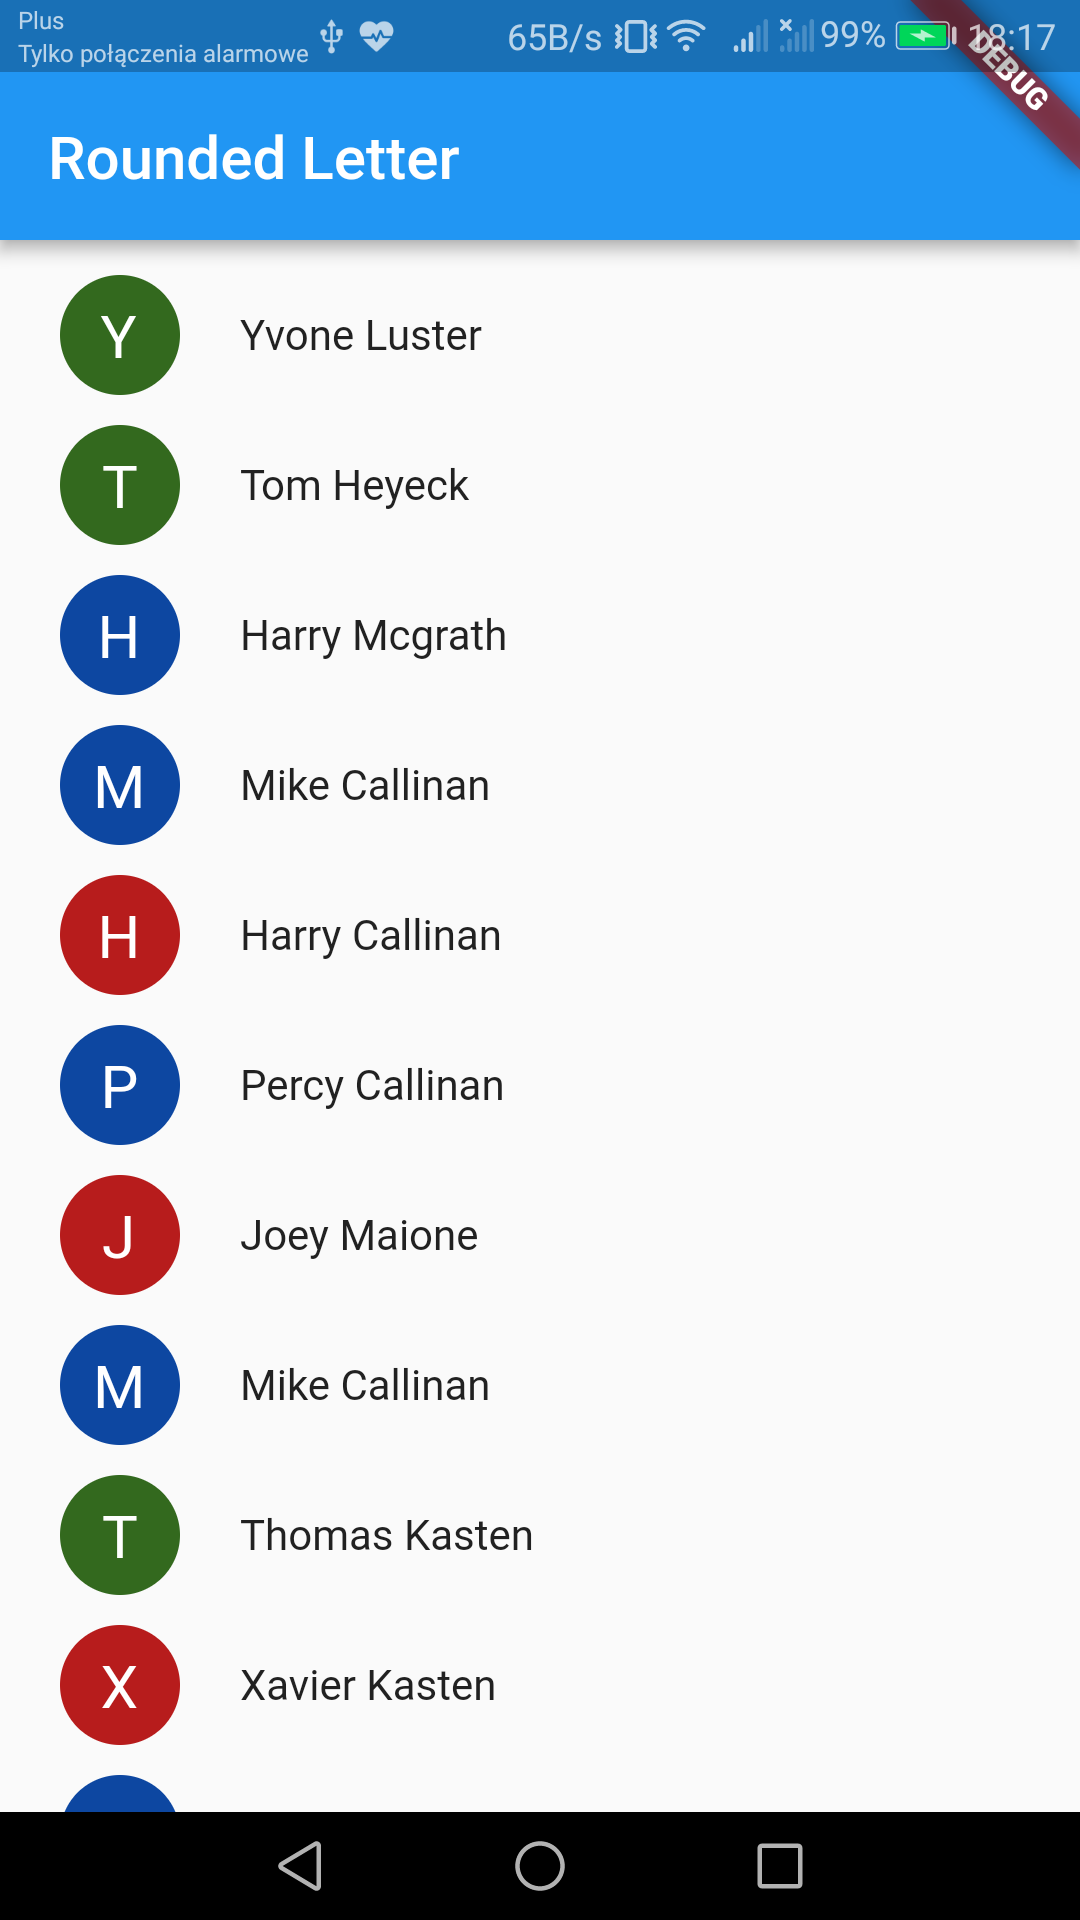 Plus
Tylko połączenia alarmowe
65B/s 99% 18:17
DEBUG
Rounded Letter
Y Yvone Luster
T Tom Heyeck
H Harry Mcgrath
M Mike Callinan
H Harry Callinan
P Percy Callinan
J Joey Maione
M Mike Callinan
T Thomas Kasten
X Xavier Kasten